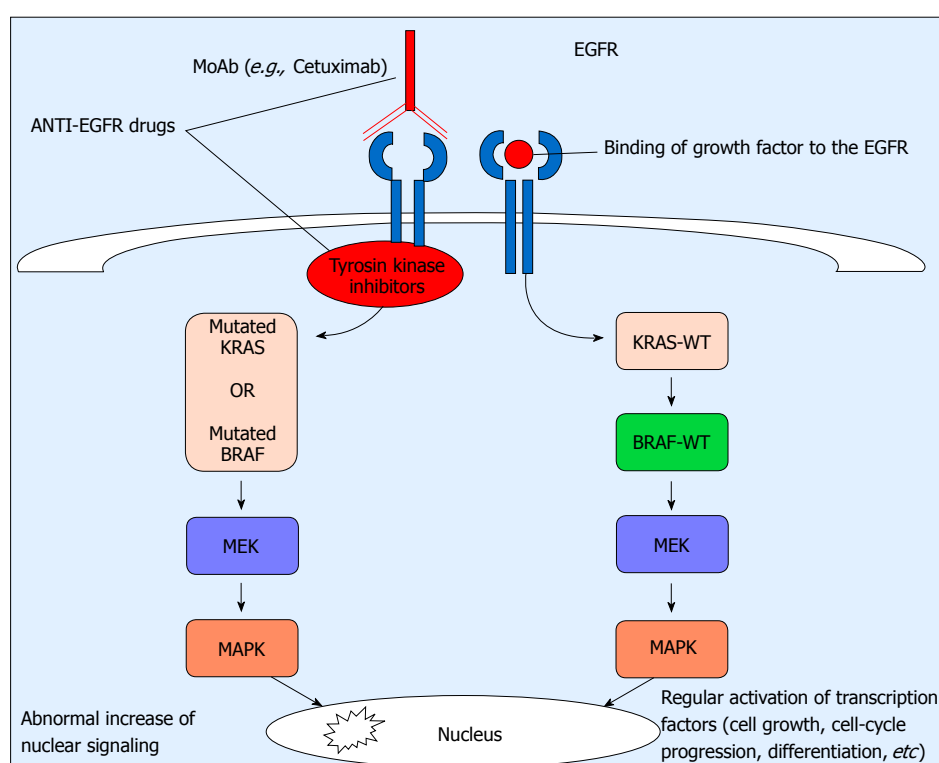 EGFR
MoAb (e.g., Cetuximab)
ANTI-EGFR drugs
Binding of growth factor to the EGFR
Tyrosin kinase
inhibitors
Mutated
KRAS
OR
Mutated
BRAF
MEK
MAPK
KRAS-WT
BRAF-WT
MEK
MAPK
Abnormal increase of
nuclear signaling
Nucleus
Regular activation of transcription
factors (cell growth, cell-cycle
progression, differentiation, etc)